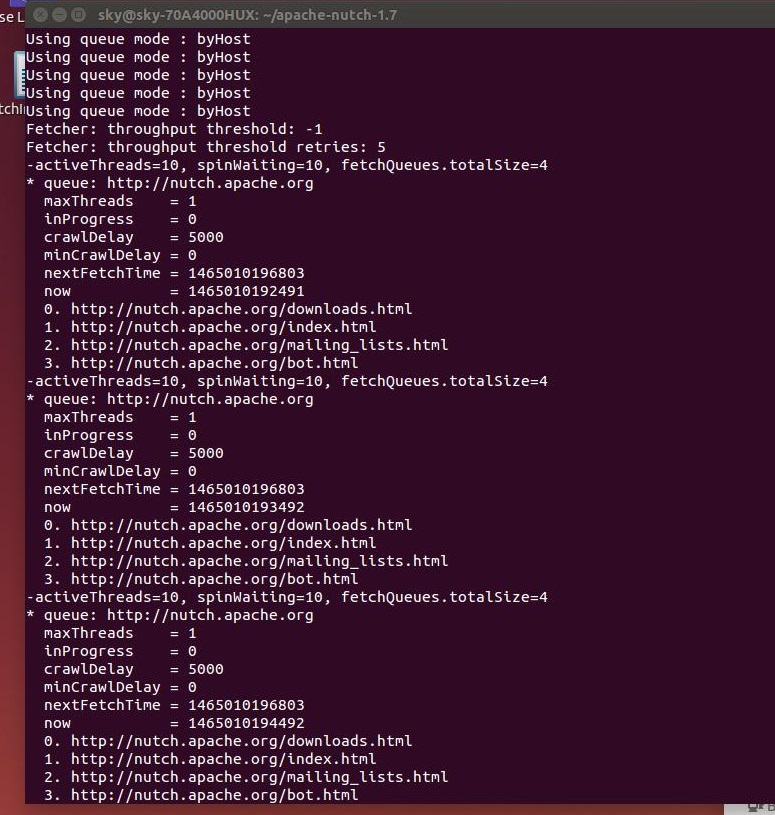 sky@sky-70A4000HUX: ~/apache-nutch-1.7
Using queue mode : byHost
Using queue mode : byHost
Using queue mode : byHost
Using queue mode : byHost
Using queue mode : byHost
Fetcher: throughput threshold: -1
Fetcher: throughput threshold retries: 5
-activeThreads=10, spinWaiting=10, fetchQueues.totalSize=4
* queue: http://nutch.apache.org
maxThreads    = 1
inProgress    = 0
crawlDelay    = 5000
minCrawlDelay = 0
nextFetchTime = 1465010196803
now           = 1465010192491
0. http://nutch.apache.org/downloads.html
1. http://nutch.apache.org/index.html
2. http://nutch.apache.org/mailing_lists.html
3. http://nutch.apache.org/bot.html
-activeThreads=10, spinWaiting=10, fetchQueues.totalSize=4
* queue: http://nutch.apache.org
maxThreads    = 1
inProgress    = 0
crawlDelay    = 5000
minCrawlDelay = 0
nextFetchTime = 1465010196803
now           = 1465010193492
0. http://nutch.apache.org/downloads.html
1. http://nutch.apache.org/index.html
2. http://nutch.apache.org/mailing_lists.html
3. http://nutch.apache.org/bot.html
-activeThreads=10, spinWaiting=10, fetchQueues.totalSize=4
* queue: http://nutch.apache.org
maxThreads    = 1
inProgress    = 0
crawlDelay    = 5000
minCrawlDelay = 0
nextFetchTime = 1465010196803
now           = 1465010194492
0. http://nutch.apache.org/downloads.html
1. http://nutch.apache.org/index.html
2. http://nutch.apache.org/mailing_lists.html
3. http://nutch.apache.org/bot.html